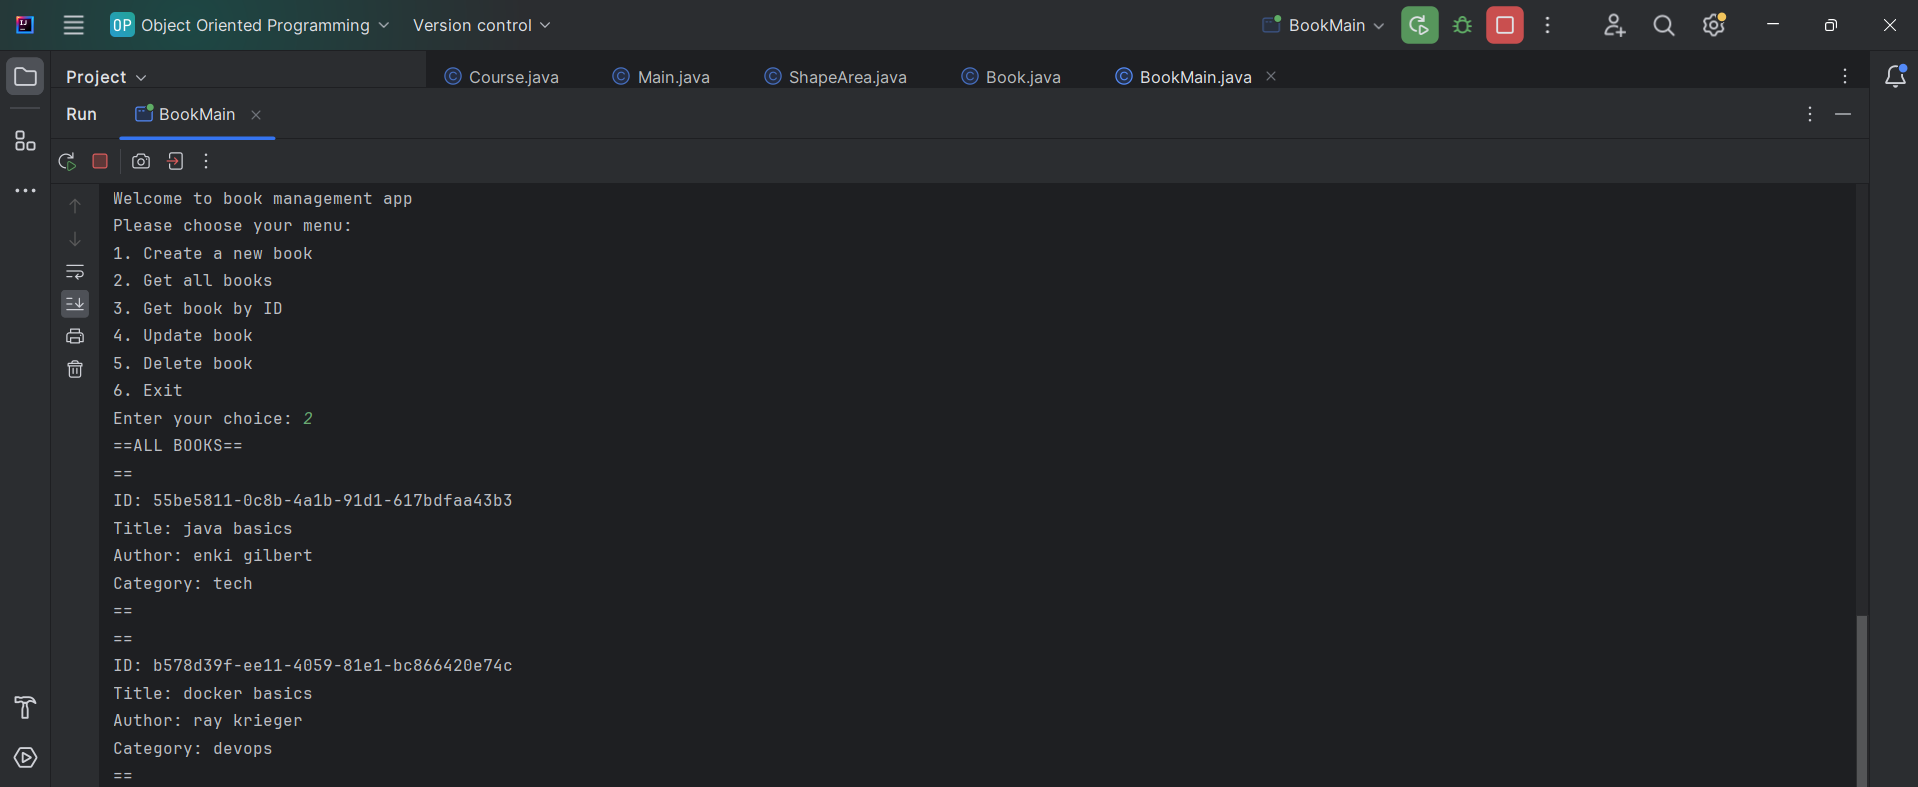 OP Object Oriented Programming Version control BookMain
Project Course.java Main.java ShapeArea.java Book.java BookMain.java
Run BookMain
Welcome to book management app
Please choose your menu:
1. Create a new book
2. Get all books
3. Get book by ID
4. Update book
5. Delete book
6. Exit
Enter your choice: 2
==ALL BOOKS==
==
ID: 55be5811-0c8b-4a1b-91d1-617bdfaa43b3
Title: java basics
Author: enki gilbert
Category: tech
==
==
ID: b578d39f-ee11-4059-81e1-bc866420e74c
Title: docker basics
Author: ray krieger
Category: devops
==